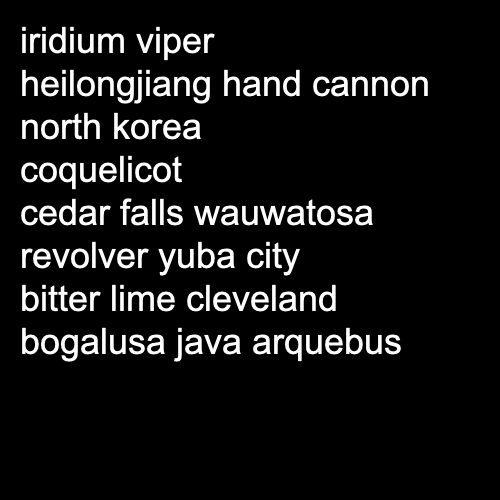 iridium viper
heilongjiang hand cannon
north korea
coquelicot
cedar falls wauwatosa
revolver yuba city
bitter lime cleveland
bogalusa java arquebus